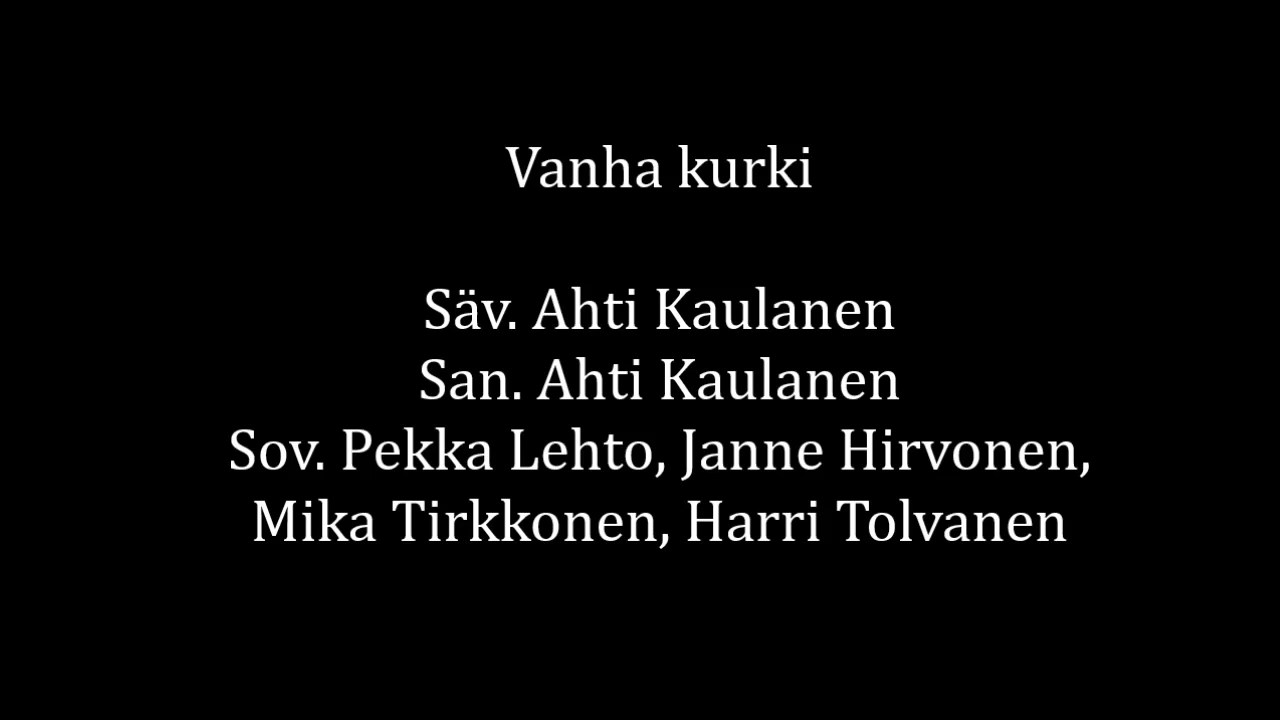 Vanha kurki
Säv. Ahti Kaulanen
San. Ahti Kaulanen
Sov. Pekka Lehto, Janne Hirvonen,
Mika Tirkkonen, Harri Tolvanen